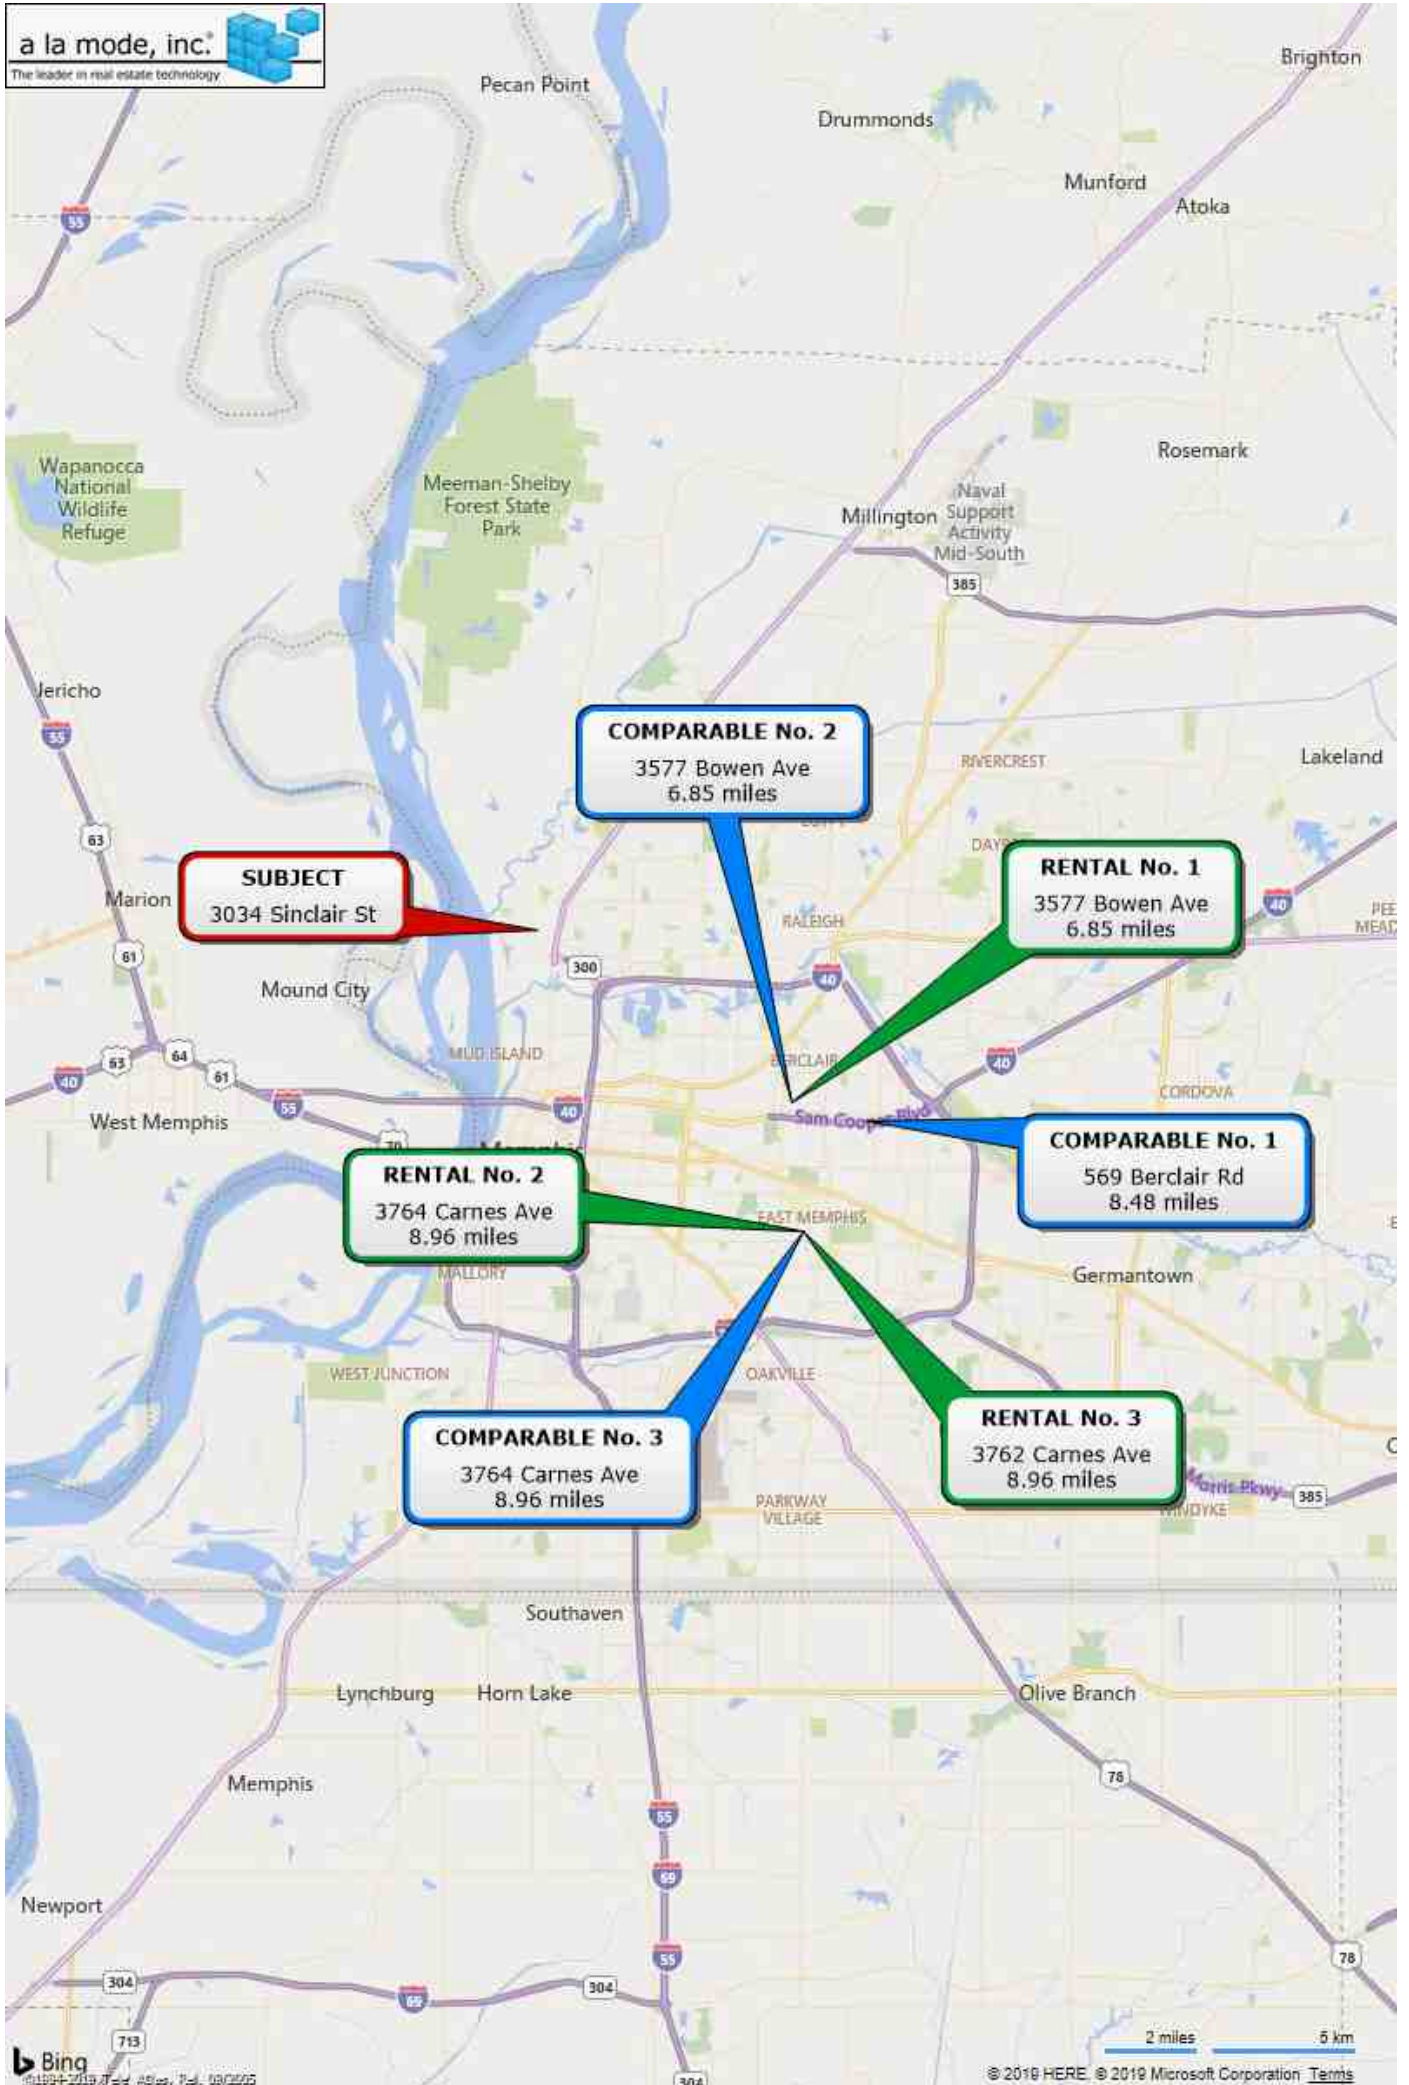 a la mode, inc.
The leader in real estate technology
Pecan Point
Brighton
Drummonds
Munford
Atoka
55
Rosemark
Wapanocca
National
Wildlife
Refuge
Meeman-Shelby
Forest State
Park
Millington
Naval
Support
Activity
Mid-South
385
Jericho
55
COMPARABLE No. 2
3577 Bowen Ave
6.85 miles
RIVERCREST
Lakeland
63
SUBJECT
3034 Sinclair St
RENTAL No. 1
3577 Bowen Ave
6.85 miles
40
Marion
RALEIGH
61
300
40
Mound City
MUD ISLAND
BERCLAIR
40
63
64
61
40
CORDOVA
55
40
West Memphis
Sam Cooper Blvd
70
Memphis
COMPARABLE No. 1
569 Berclair Rd
8.48 miles
RENTAL No. 2
3764 Carnes Ave
8.96 miles
EAST MEMPHIS
MALLORY
Germantown
WEST JUNCTION
OAKVILLE
COMPARABLE No. 3
3764 Carnes Ave
8.96 miles
RENTAL No. 3
3762 Carnes Ave
8.96 miles
Morris Pkwy
385
PARKWAY
VILLAGE
WINDYKE
Southaven
Lynchburg
Horn Lake
Olive Branch
78
Memphis
55
69
Newport
55
78
304
304
69
713
2 miles
5 km
Bing
304
© 2019 HERE, © 2019 Microsoft Corporation Terms